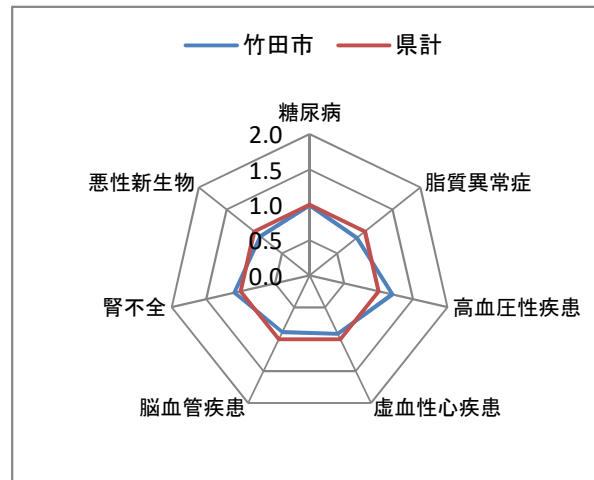 竹田市 県計
糖尿病
2.0
脂質異常症
悪性新生物
1.5
1.0
0.5
0.0
高血圧性疾患
腎不全
虚血性心疾患
脳血管疾患